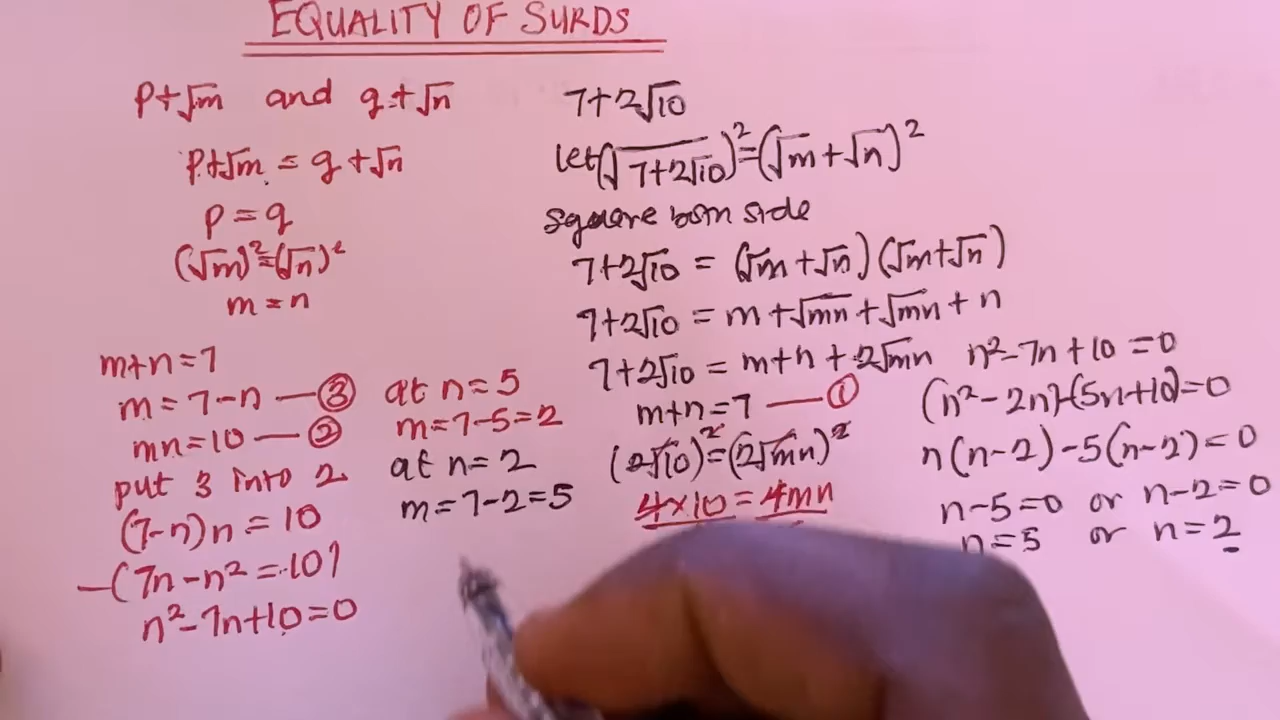 EQUALITY OF SURDS
p+√m and q+√n
p+√m = q+√n
p = q
(√m)²=(√n)²
m = n
m+n=7
m = 7-n — ③
mn=10 — ②
put 3 into 2
(7-n)n = 10
-(7n-n²=10)
n²-7n+10=0
at n=5
m=7-5=2
at n=2
m=7-2=5
7+2√10
let(√(7+2√10))²=(√m+√n)²
square both side
7+2√10 = (√m+√n)(√m+√n)
7+2√10 = m+√mn+√mn+n
7+2√10 = m+n+2√mn
m+n=7 — ①
(2√10)²=(2√mn)²
4×10=4mn
n²-7n+10=0
(n²-2n)-(5n+10)=0
n(n-2)-5(n-2)=0
n-5=0 or n-2=0
n=5 or n=2